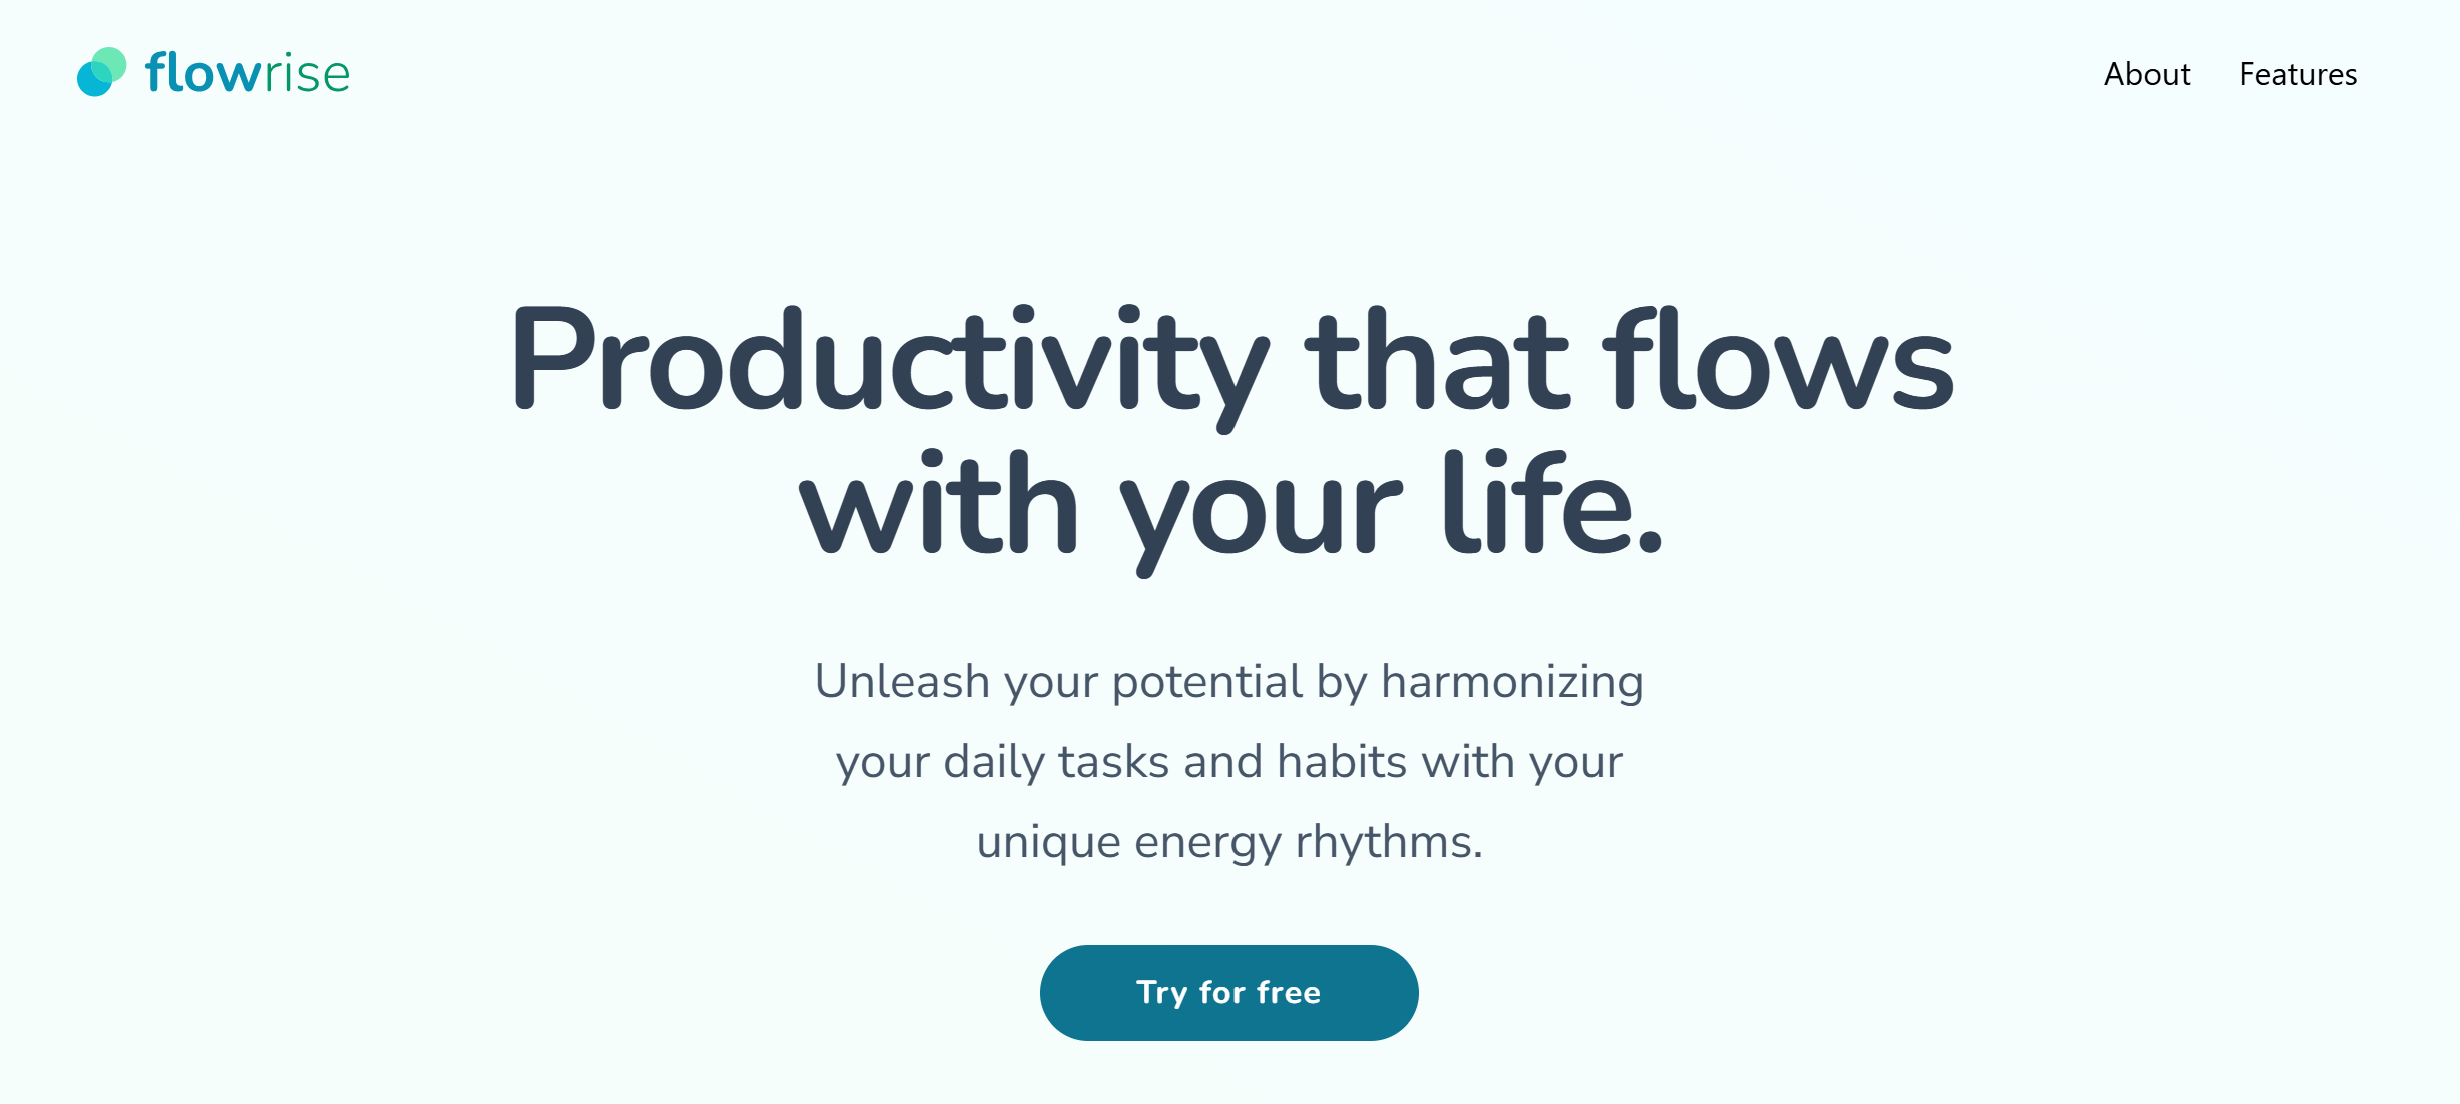 flowrise
About
Features
Productivity that flows
with your life.
Unleash your potential by harmonizing
your daily tasks and habits with your
unique energy rhythms.
Try for free